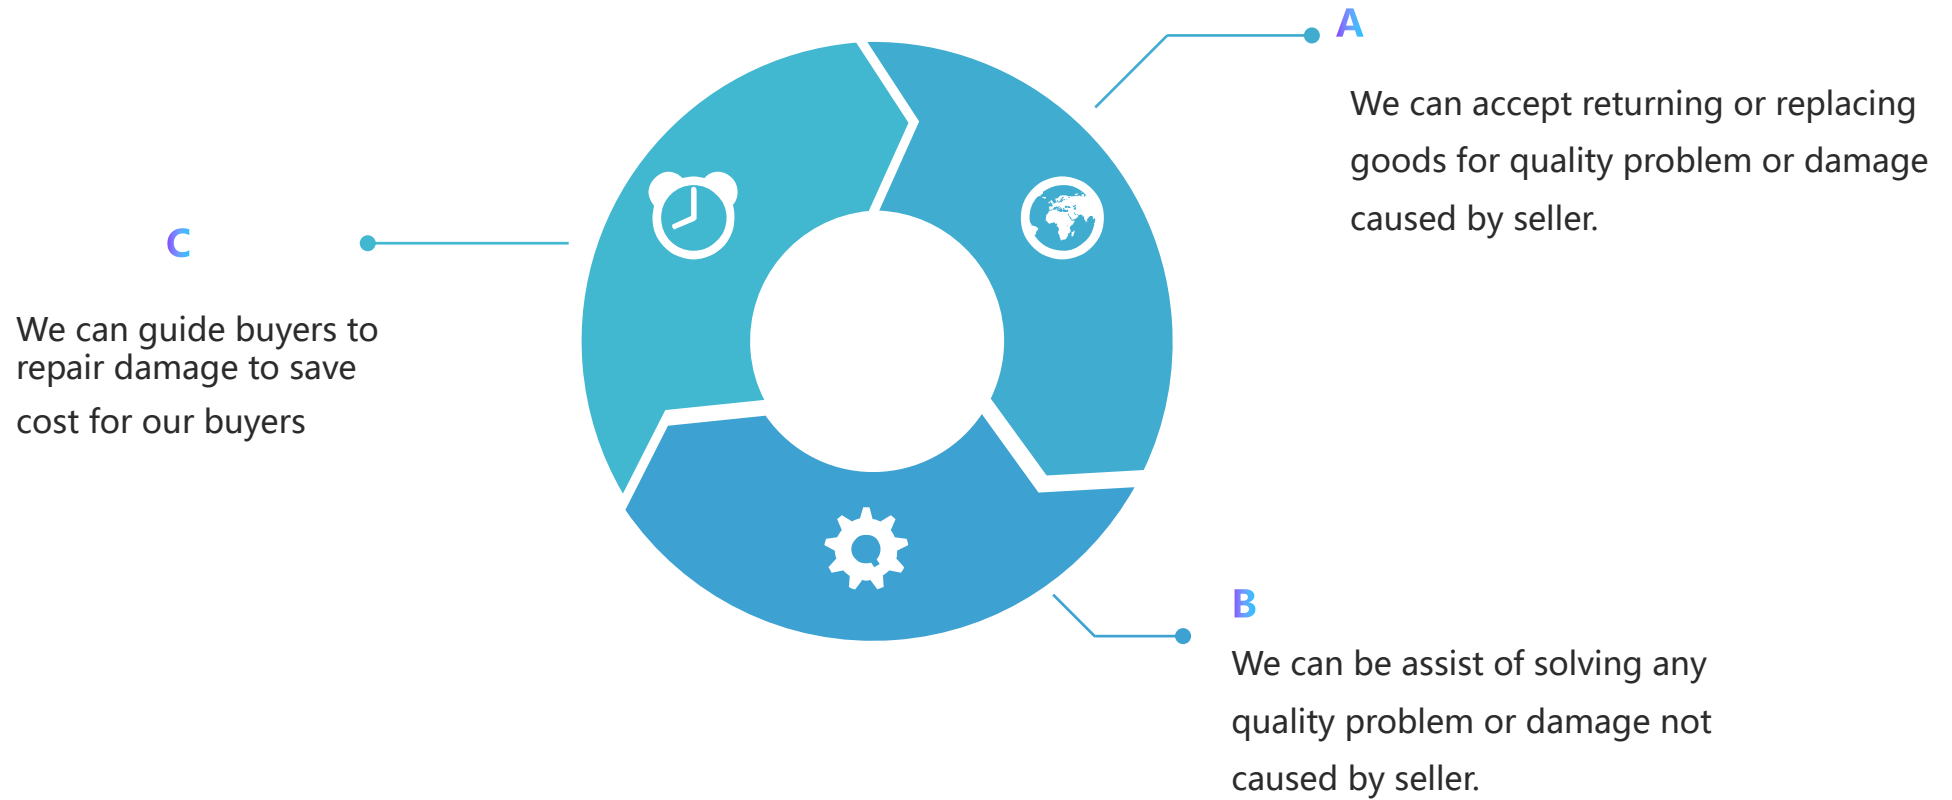 A
We can accept returning or replacing
goods for quality problem or damage
caused by seller.
C
We can guide buyers to
repair damage to save
cost for our buyers
B
We can be assist of solving any
quality problem or damage not
caused by seller.